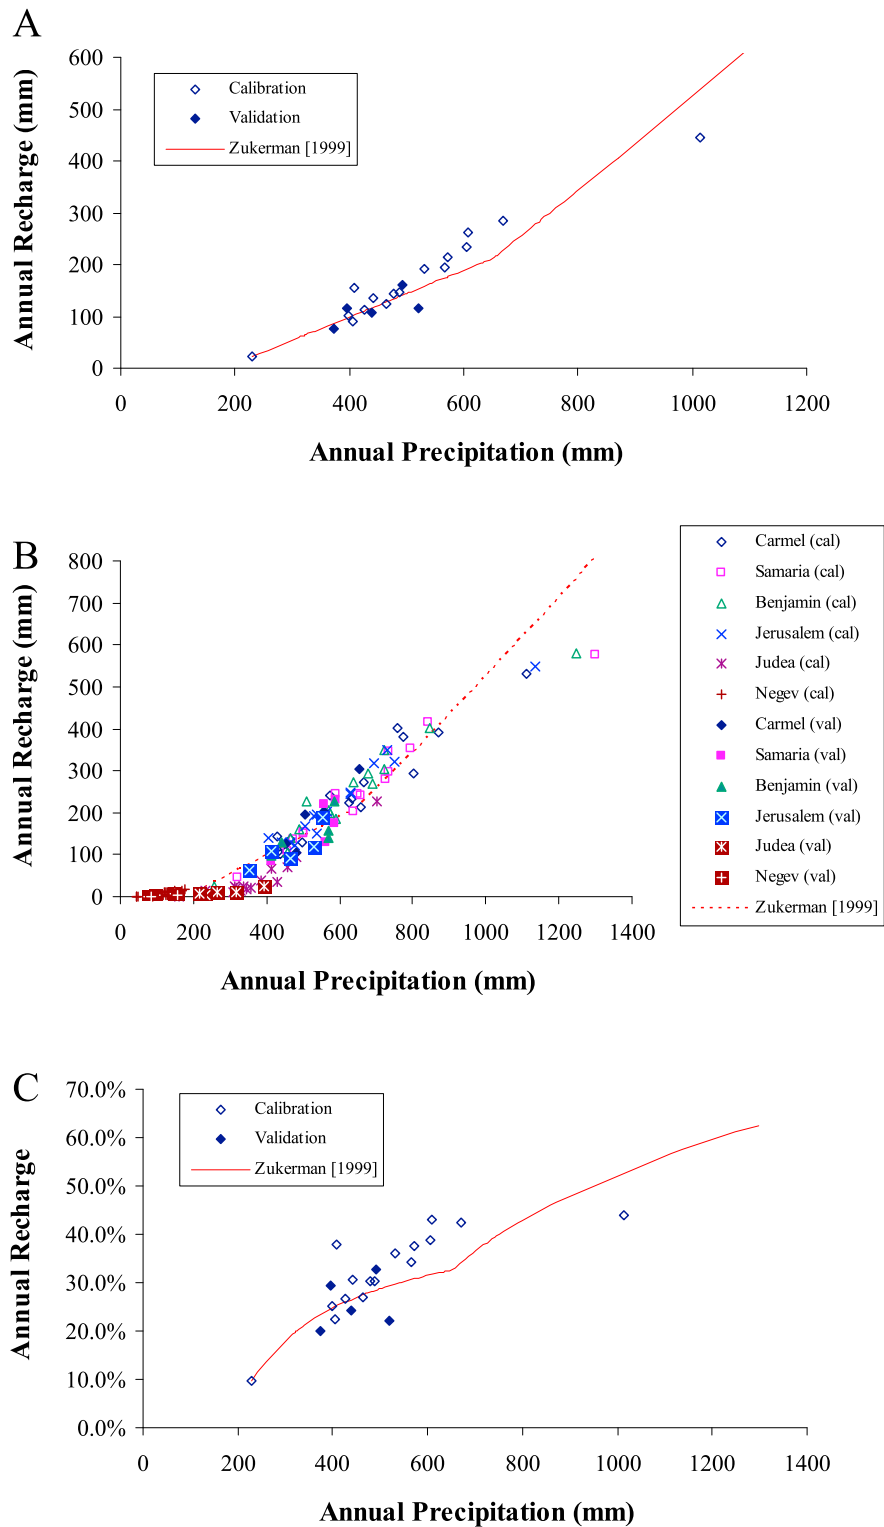 A
600
500
400
300
200
100
0
Annual Recharge (mm)
Calibration
Validation
Zukerman [1999]
0 200 400 600 800 1000 1200
Annual Precipitation (mm)
B
800
700
600
500
400
300
200
100
0
Annual Recharge (mm)
Carmel (cal)
Samaria (cal)
Benjamin (cal)
Jerusalem (cal)
Judea (cal)
Negev (cal)
Carmel (val)
Samaria (val)
Benjamin (val)
Jerusalem (val)
Judea (val)
Negev (val)
Zukerman [1999]
0 200 400 600 800 1000 1200 1400
Annual Precipitation (mm)
C
70.0%
60.0%
50.0%
40.0%
30.0%
20.0%
10.0%
0.0%
Annual Recharge
Calibration
Validation
Zukerman [1999]
0 200 400 600 800 1000 1200 1400
Annual Precipitation (mm)